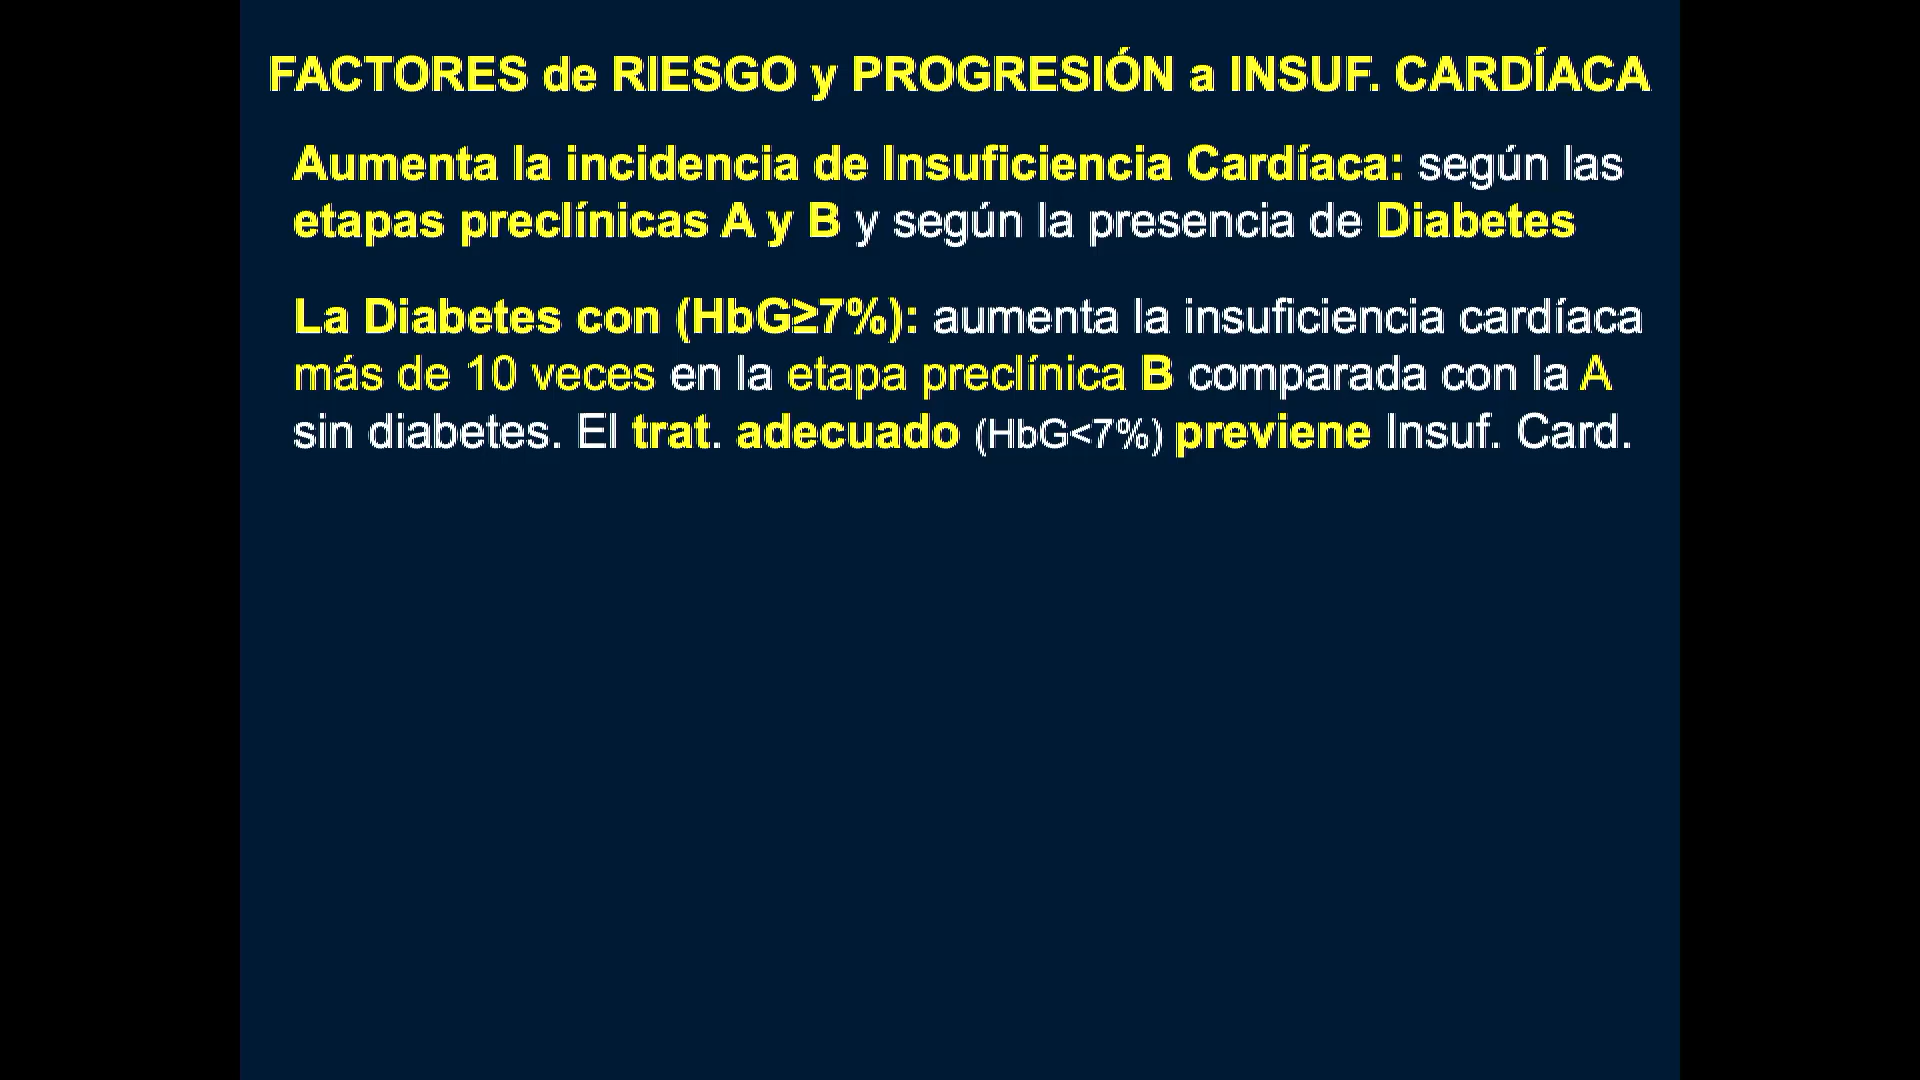 FACTORES de RIESGO y PROGRESIÓN a INSUF. CARDÍACA
Aumenta la incidencia de Insuficiencia Cardíaca: según las
etapas preclínicas A y B y según la presencia de Diabetes
La Diabetes con (HbG≥7%): aumenta la insuficiencia cardíaca
más de 10 veces en la etapa preclínica B comparada con la A
sin diabetes. El trat. adecuado (HbG<7%) previene Insuf. Card.